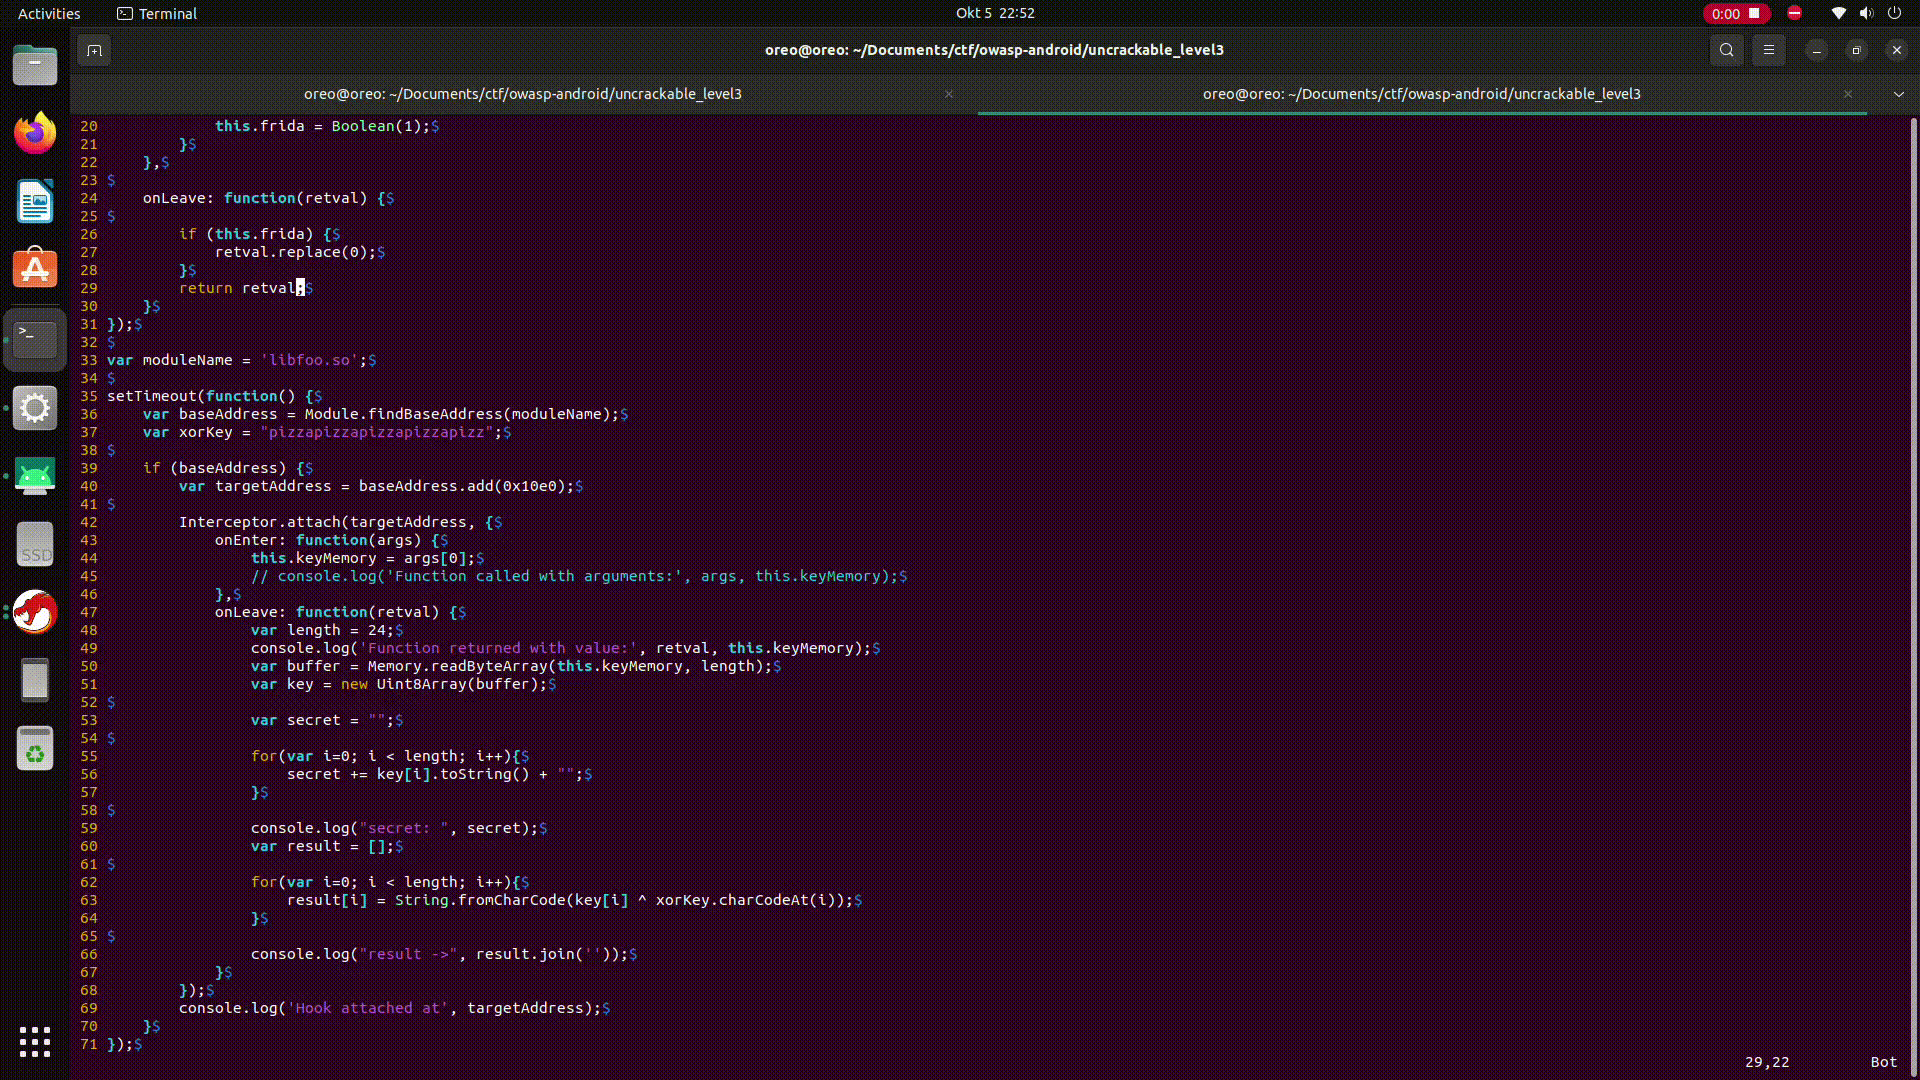 Activities
Terminal
Okt 5 22:52
0:00
oreo@oreo: ~/Documents/ctf/owasp-android/uncrackable_level3
oreo@oreo: ~/Documents/ctf/owasp-android/uncrackable_level3
oreo@oreo: ~/Documents/ctf/owasp-android/uncrackable_level3
20             this.frida = Boolean(1);$
21         }$
22     },$
23 $
24     onLeave: function(retval) {$
25 $
26         if (this.frida) {$
27             retval.replace(0);$
28         }$
29         return retval;$
30     }$
31 });$
32 $
33 var moduleName = 'libfoo.so';$
34 $
35 setTimeout(function() {$
36     var baseAddress = Module.findBaseAddress(moduleName);$
37     var xorKey = "pizzapizzapizzapizzapizz";$
38 $
39     if (baseAddress) {$
40         var targetAddress = baseAddress.add(0x10e0);$
41 $
42         Interceptor.attach(targetAddress, {$
43             onEnter: function(args) {$
44                 this.keyMemory = args[0];$
45                 // console.log('Function called with arguments:', args, this.keyMemory);$
46             },$
47             onLeave: function(retval) {$
48                 var length = 24;$
49                 console.log('Function returned with value:', retval, this.keyMemory);$
50                 var buffer = Memory.readByteArray(this.keyMemory, length);$
51                 var key = new Uint8Array(buffer);$
52 $
53                 var secret = "";$
54 $
55                 for(var i=0; i < length; i++){$
56                     secret += key[i].toString() + "";$
57                 }$
58 $
59                 console.log("secret: ", secret);$
60                 var result = [];$
61 $
62                 for(var i=0; i < length; i++){$
63                     result[i] = String.fromCharCode(key[i] ^ xorKey.charCodeAt(i));$
64                 }$
65 $
66                 console.log("result ->", result.join(''));$
67             }$
68         });$
69         console.log('Hook attached at', targetAddress);$
70     }$
71 });$
29,22
Bot
SSD